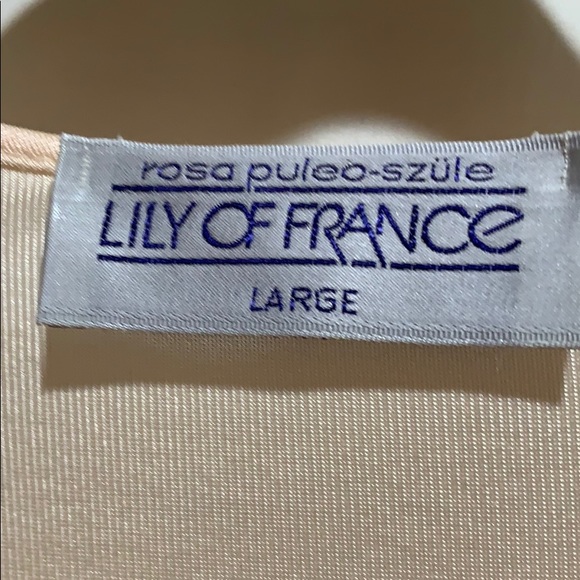 rosa puleo-szüle
LILY OF FRANCE
LARGE